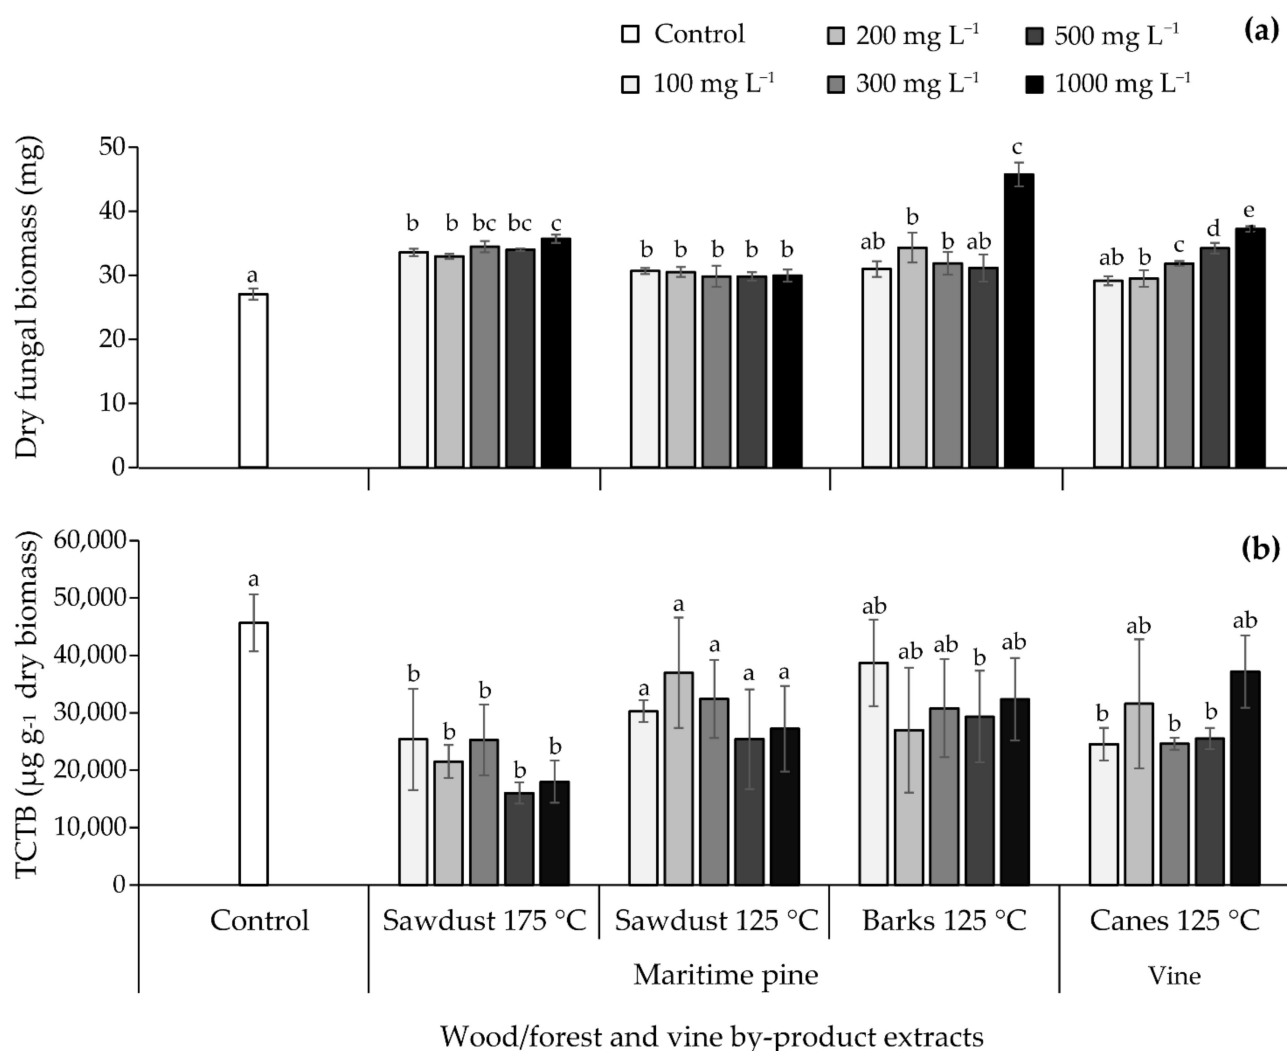 Control
200 mg L⁻¹
500 mg L⁻¹
(a)
100 mg L⁻¹
300 mg L⁻¹
1000 mg L⁻¹
Dry fungal biomass (mg)
50
40
30
20
10
0
a
b b bc bc c
b b b b b
ab b b ab c
ab b c d e
(b)
TCTB (µg g-1 dry biomass)
60,000
50,000
40,000
30,000
20,000
10,000
0
a
b b b b b
a a a a a
ab ab ab b ab
b ab b b ab
Control
Sawdust 175 °C
Sawdust 125 °C
Barks 125 °C
Canes 125 °C
Maritime pine
Vine
Wood/forest and vine by-product extracts